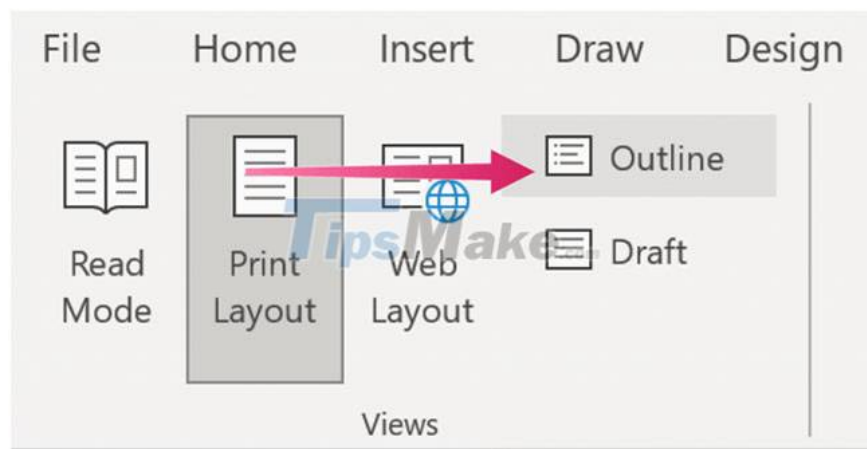 File Home Insert Draw Design
Outline
Draft
Read
Mode
Print
Layout
Web
Layout
TipsMake
Views